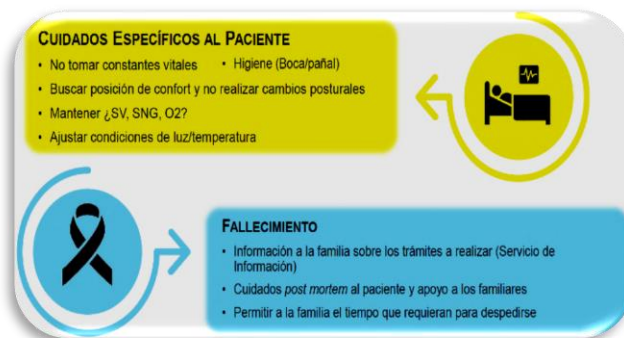 CUIDADOS ESPECÍFICOS AL PACIENTE
• No tomar constantes vitales • Higiene (Boca/pañal)
• Buscar posición de confort y no realizar cambios posturales
• Mantener ¿SV, SNG, O2?
• Ajustar condiciones de luz/temperatura
FALLECIMIENTO
• Información a la familia sobre los trámites a realizar (Servicio de
Información)
• Cuidados post mortem al paciente y apoyo a los familiares
• Permitir a la familia el tiempo que requieran para despedirse